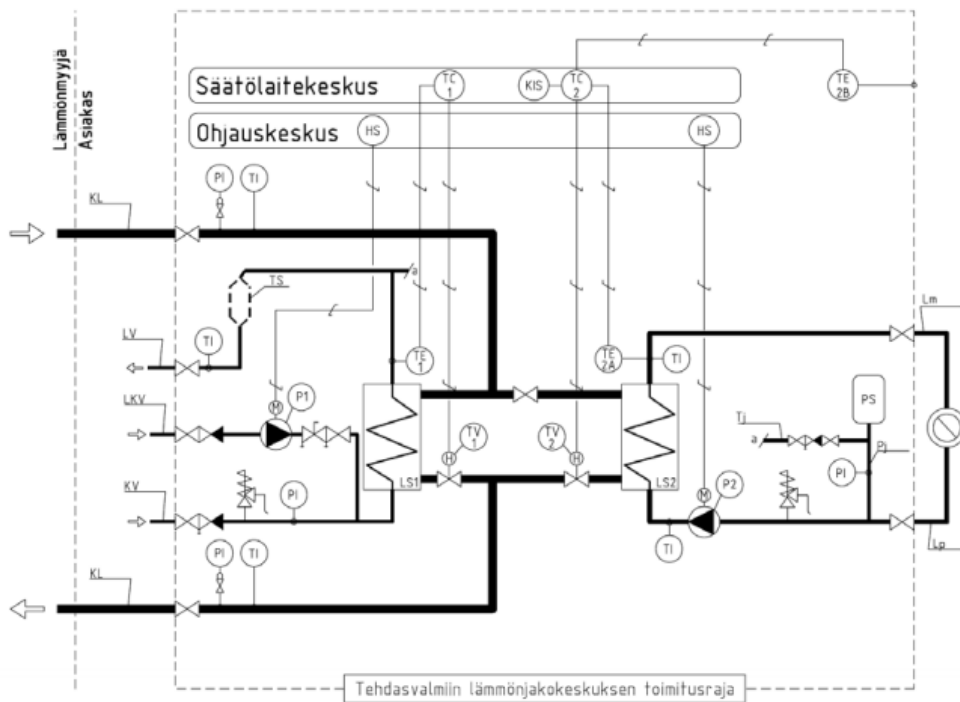 Lämmönmyyjä
Asiakas
Säätölaitekeskus
TC 1
KIS
TC 2
TE 2B
Ohjauskeskus
HS
HS
PI
TI
KL
TS
a
LV
TI
TE 1
TE 2A
TI
Lm
LKV
M
P1
PS
Tj
a
TV 1
TV 2
M
M
PI
Pj
KV
PI
LS1
LS2
M
P2
TI
Lp
PI
TI
KL
Tehdasvalmiin lämmönjakokeskuksen toimitusraja